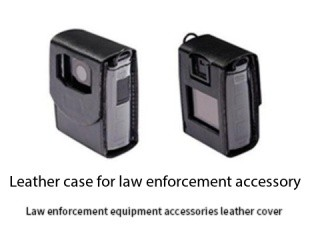 Leather case for law enforcement accessory
Law enforcement equipment accessories leather cover